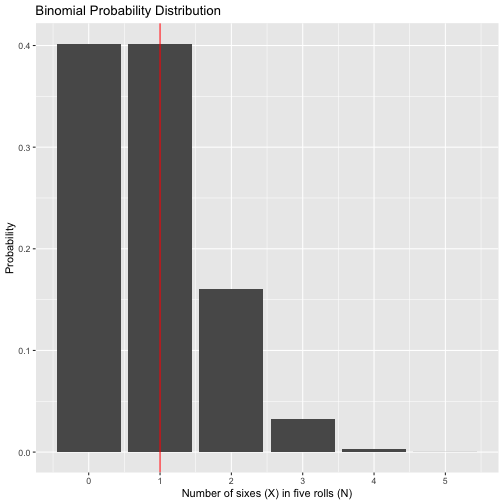 Binomial Probability Distribution
0.4
0.3
0.2
0.1
0.0
Probability
0 1 2 3 4 5
Number of sixes (X) in five rolls (N)